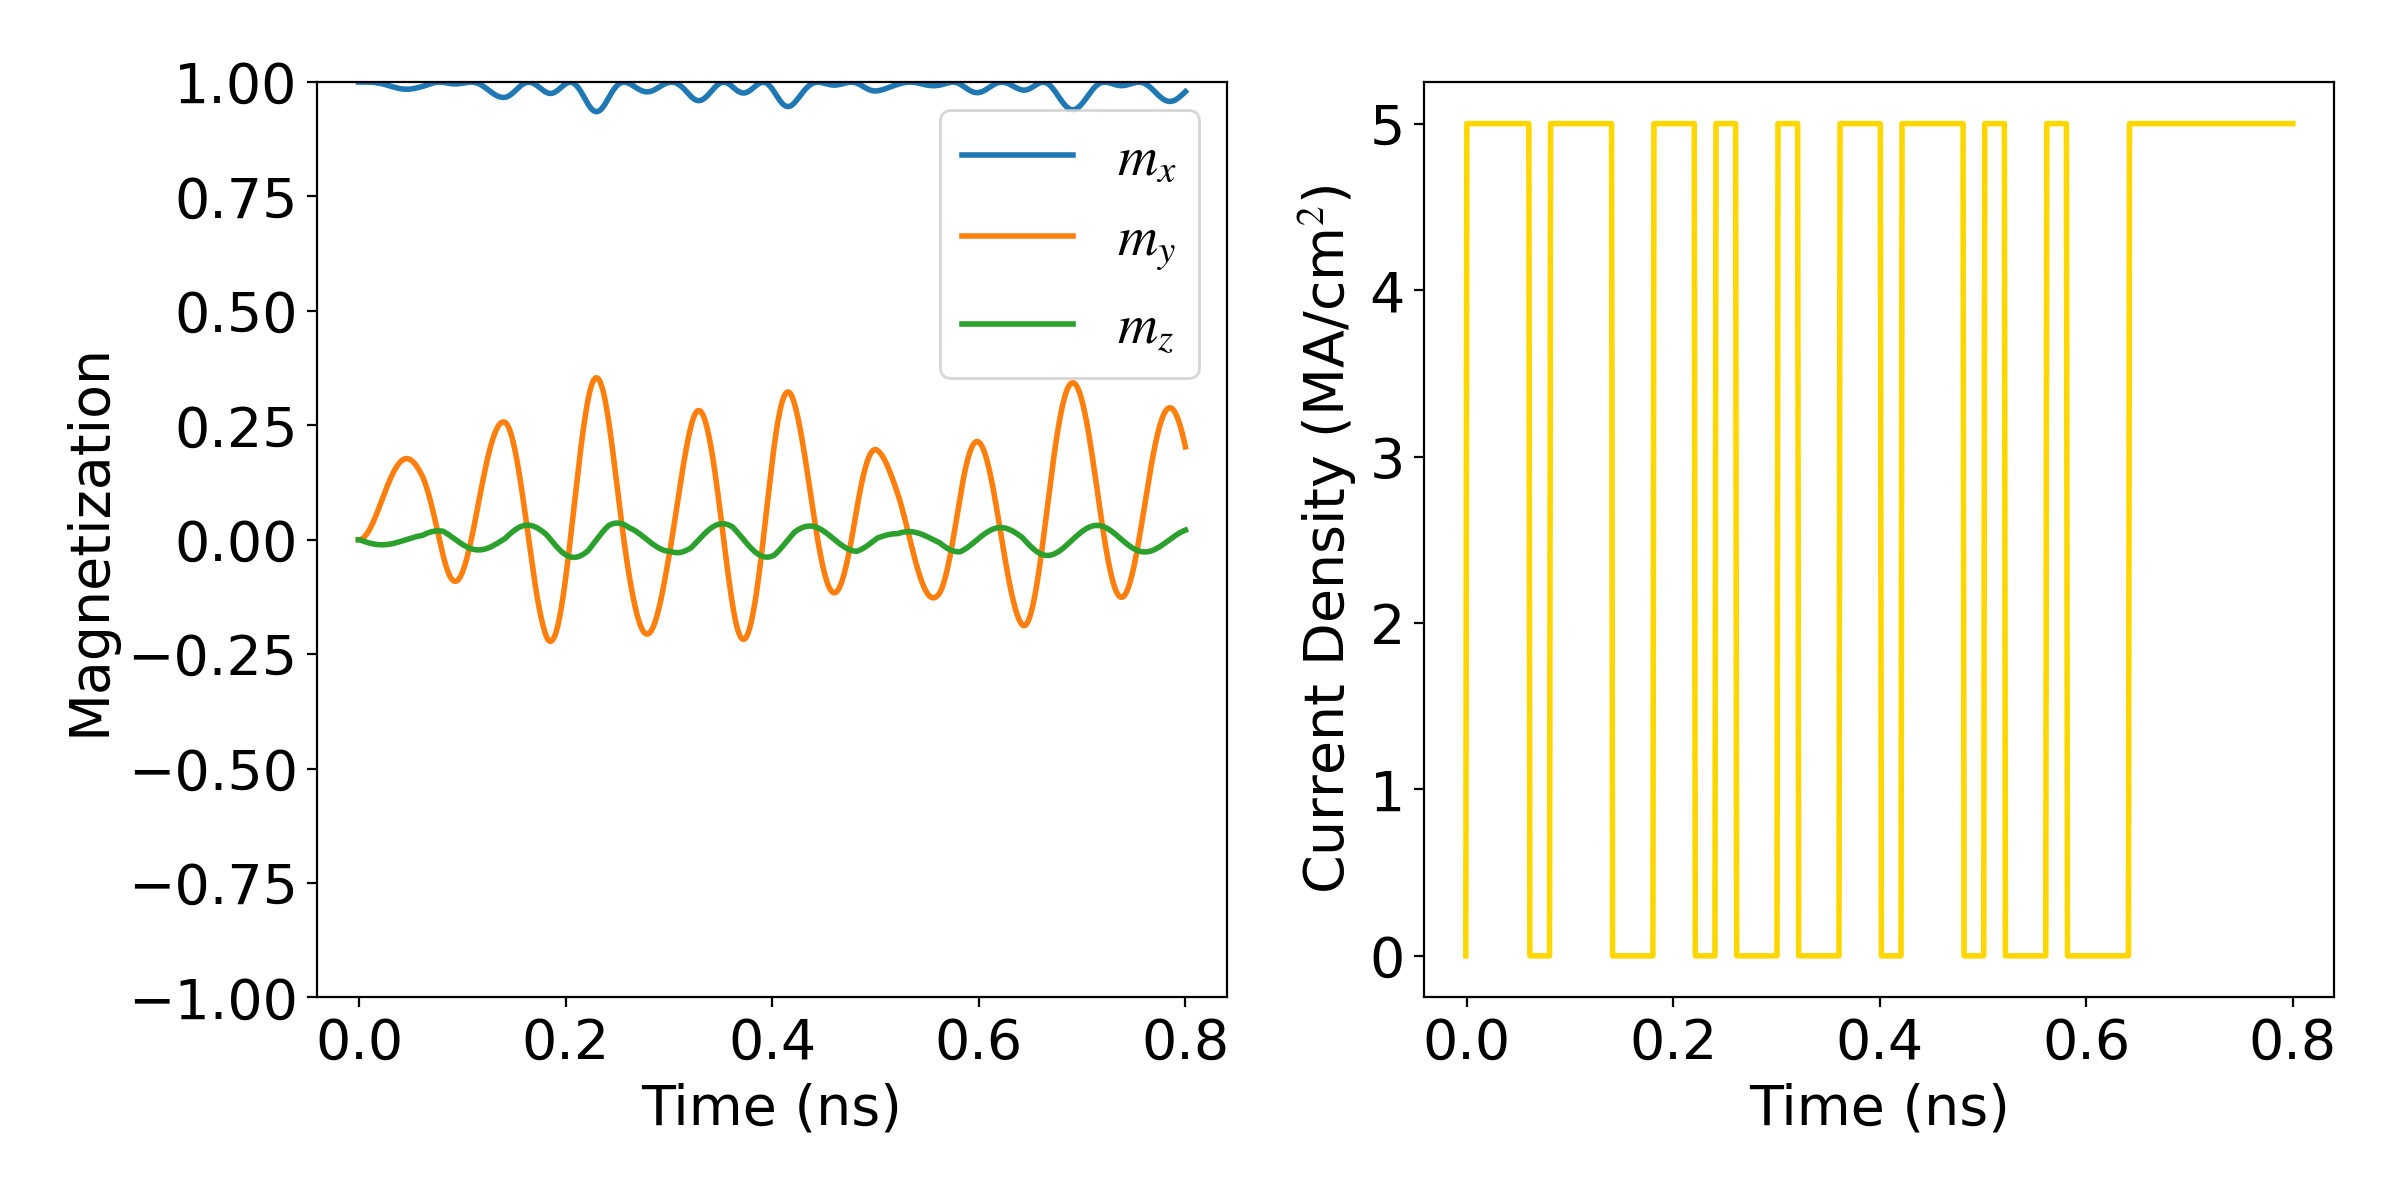 1.00
0.75
0.50
0.25
0.00
−0.25
−0.50
−0.75
−1.00
Magnetization
0.0 0.2 0.4 0.6 0.8
Time (ns)
m_x
m_y
m_z
5
4
3
2
1
0
Current Density (MA/cm²)
0.0 0.2 0.4 0.6 0.8
Time (ns)